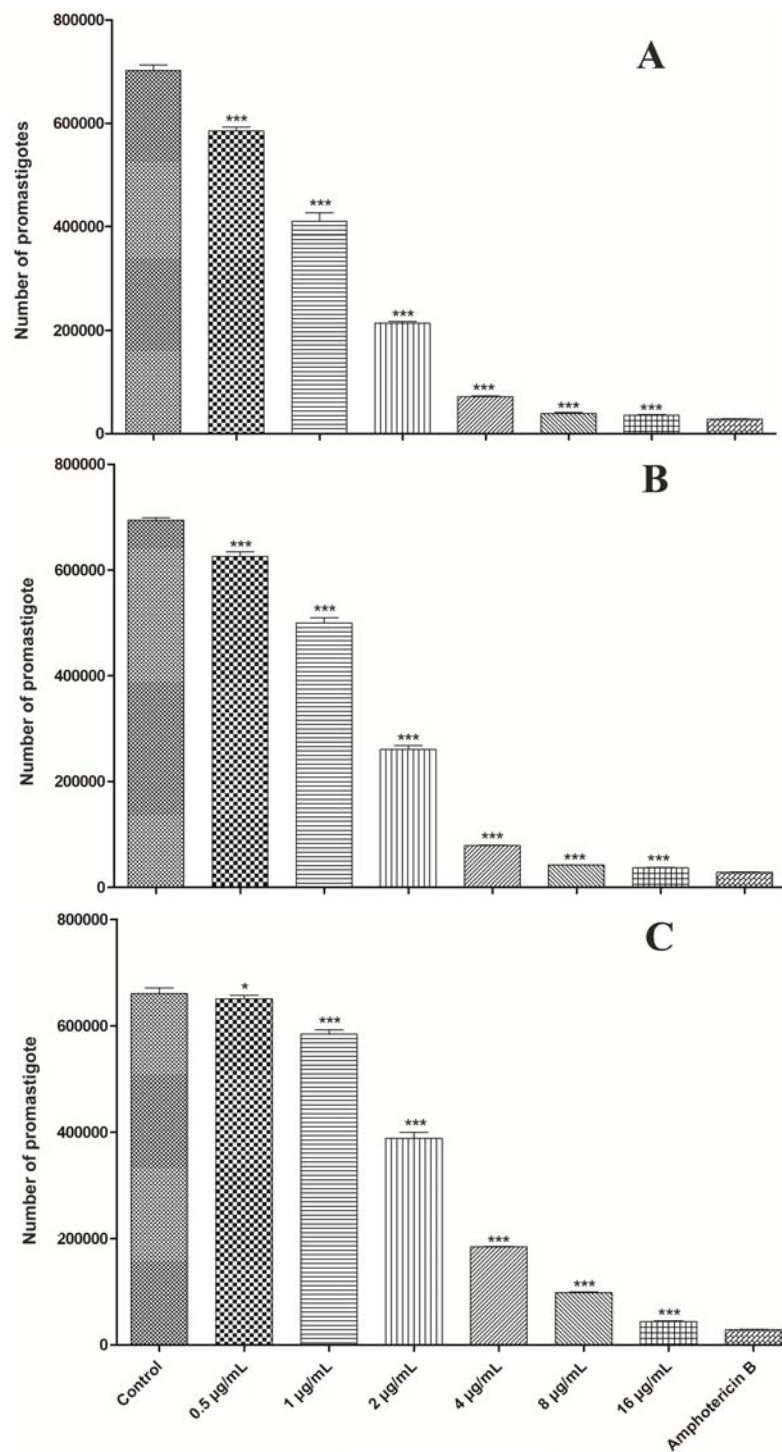 A
Number of promastigotes
800000
600000
400000
200000
0
***
***
***
***
***
***
B
Number of promastigote
800000
600000
400000
200000
0
***
***
***
***
***
***
C
Number of promastigote
800000
600000
400000
200000
0
*
***
***
***
***
***
Control
0.5 µg/mL
1 µg/mL
2 µg/mL
4 µg/mL
8 µg/mL
16 µg/mL
Amphotericin B